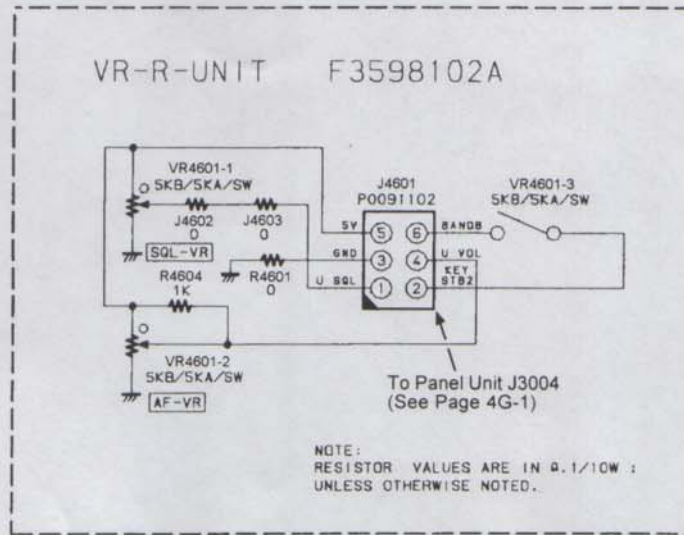 VR-R-UNIT F3598102A
VR4601-1
5KB/5KA/SW
J4602
0
J4603
0
SQL-VR
R4604
1K
R4601
0
VR4601-2
5KB/5KA/SW
AF-VR
J4601
P0091102
5V
GND
U SQL
5
6
3
4
1
2
BANDB
U VOL
KEY
STB2
VR4601-3
5KB/5KA/SW
To Panel Unit J3004
(See Page 4G-1)
NOTE:
RESISTOR VALUES ARE IN Ω.1/10W ;
UNLESS OTHERWISE NOTED.